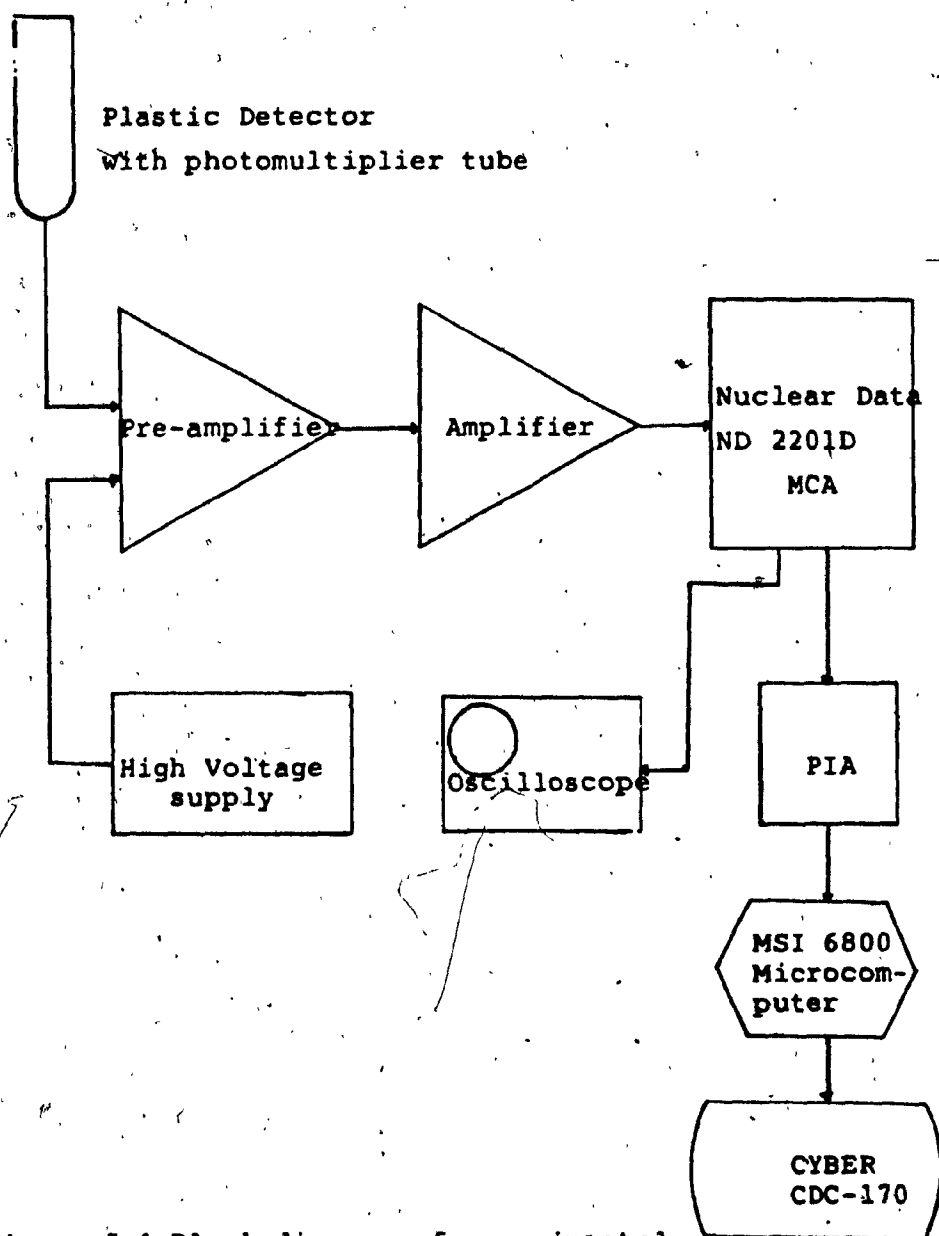 Plastic Detector
with photomultiplier tube
Pre-amplifier
Amplifier
Nuclear Data
ND 2201D
MCA
High Voltage
supply
Oscilloscope
PIA
MSI 6800
Microcom-
puter
CYBER
CDC-170